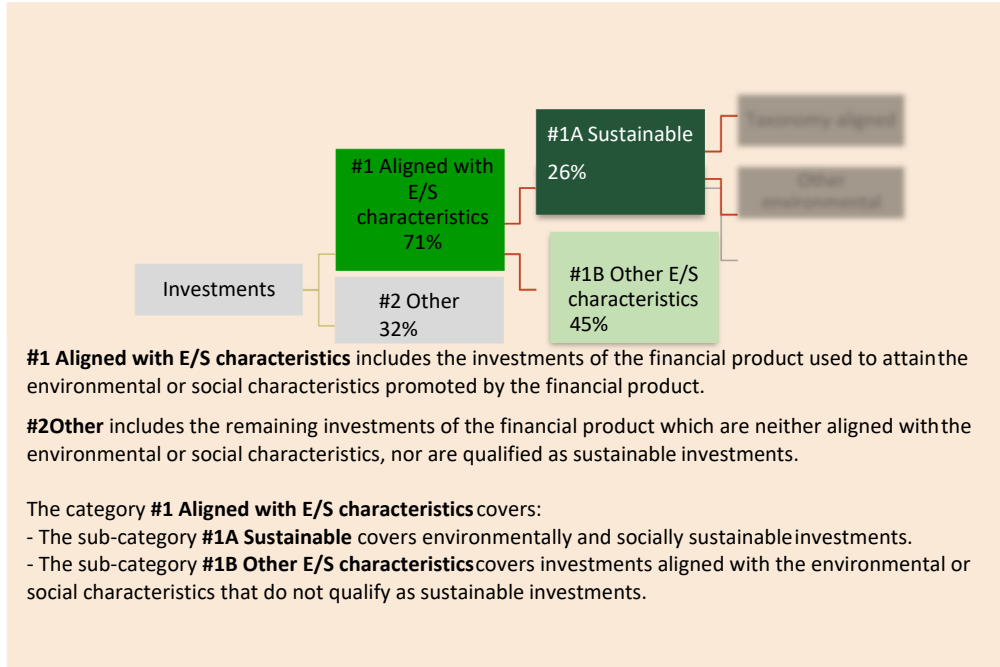 #1A Sustainable
26%
#1 Aligned with
E/S
characteristics
71%
#1B Other E/S
characteristics
45%
Investments
#2 Other
32%
#1 Aligned with E/S characteristics includes the investments of the financial product used to attainthe
environmental or social characteristics promoted by the financial product.
#2Other includes the remaining investments of the financial product which are neither aligned withthe
environmental or social characteristics, nor are qualified as sustainable investments.
The category #1 Aligned with E/S characteristics covers:
- The sub-category #1A Sustainable covers environmentally and socially sustainableinvestments.
- The sub-category #1B Other E/S characteristicscovers investments aligned with the environmental or
social characteristics that do not qualify as sustainable investments.